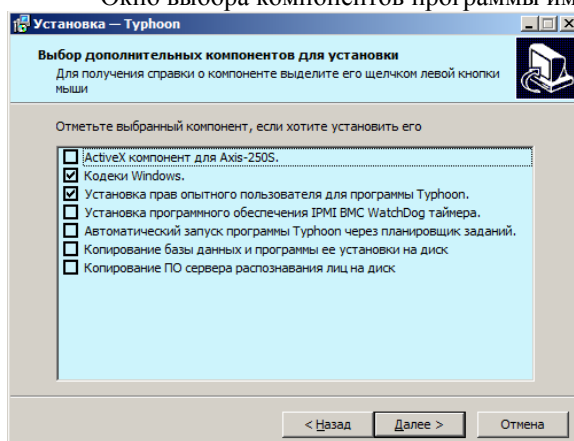 Окно выбора компонентов программы им
Установка — Typhoon
Выбор дополнительных компонентов для установки
Для получения справки о компоненте выделите его щелчком левой кнопки
мыши
Отметьте выбранный компонент, если хотите установить его
ActiveX компонент для Axis-250S.
Кодеки Windows.
Установка прав опытного пользователя для программы Typhoon.
Установка программного обеспечения IPMI BMC WatchDog таймера.
Автоматический запуск программы Typhoon через планировщик заданий.
Копирование базы данных и программы ее установки на диск
Копирование ПО сервера распознавания лиц на диск
< Назад Далее > Отмена